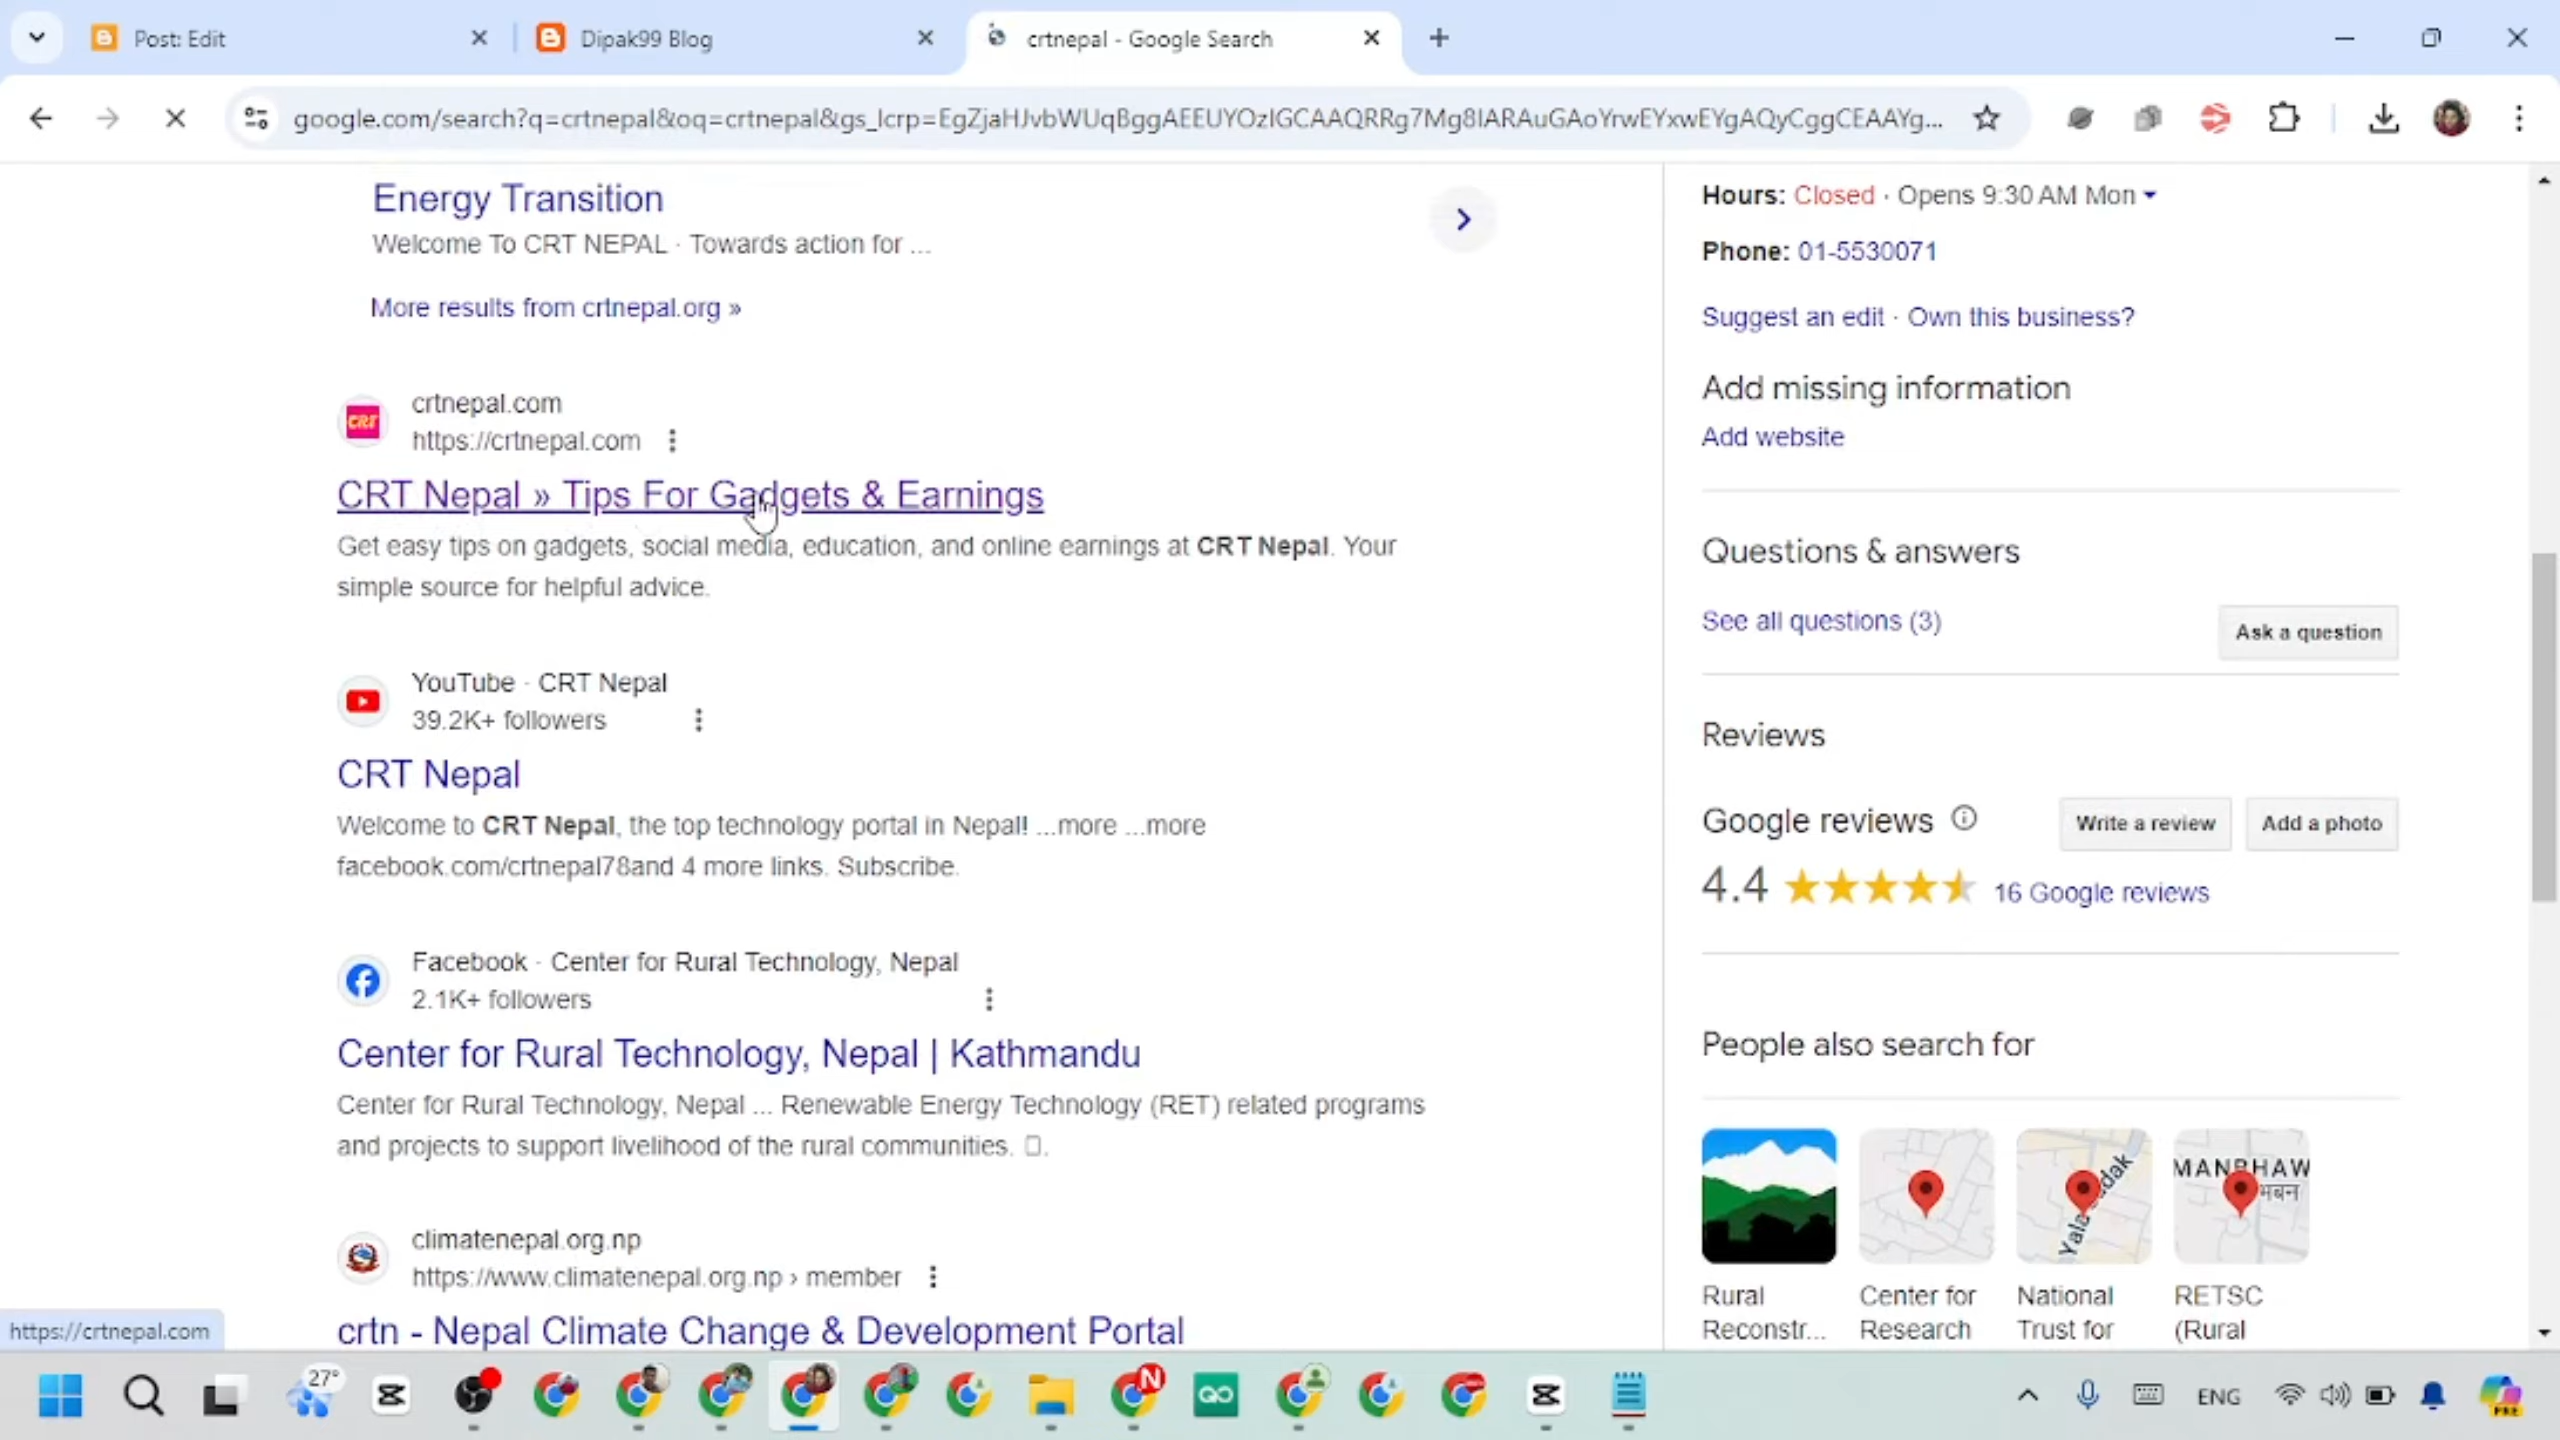 Post: Edit
Dipak99 Blog
crtnepal - Google Search
google.com/search?q=crtnepal&oq=crtnepal&gs_lcrp=EgZjaHJvbWUqBggAEEUYOzIGCAAQRRg7Mg8IARAuGAoYrwEYxwEYgAQyCggCEAAYg...
Energy Transition
Welcome To CRT NEPAL · Towards action for ...
More results from crtnepal.org »
crtnepal.com
https://crtnepal.com
CRT Nepal » Tips For Gadgets & Earnings
Get easy tips on gadgets, social media, education, and online earnings at CRT Nepal. Your
simple source for helpful advice.
YouTube · CRT Nepal
39.2K+ followers
CRT Nepal
Welcome to CRT Nepal, the top technology portal in Nepal! ...more ...more
facebook.com/crtnepal78and 4 more links. Subscribe.
Facebook · Center for Rural Technology, Nepal
2.1K+ followers
Center for Rural Technology, Nepal | Kathmandu
Center for Rural Technology, Nepal ... Renewable Energy Technology (RET) related programs
and projects to support livelihood of the rural communities. .
climatenepal.org.np
https://www.climatenepal.org.np › member
crtn - Nepal Climate Change & Development Portal
Hours: Closed · Opens 9:30 AM Mon
Phone: 01-5530071
Suggest an edit · Own this business?
Add missing information
Add website
Questions & answers
See all questions (3)
Ask a question
Reviews
Google reviews
Write a review
Add a photo
4.4
16 Google reviews
People also search for
MANBHAW
भवन
Rural
Reconstr...
Center for
Research
National
Trust for
RETSC
(Rural
https://crtnepal.com
27°
CRT
N
GO
ENG
PRE